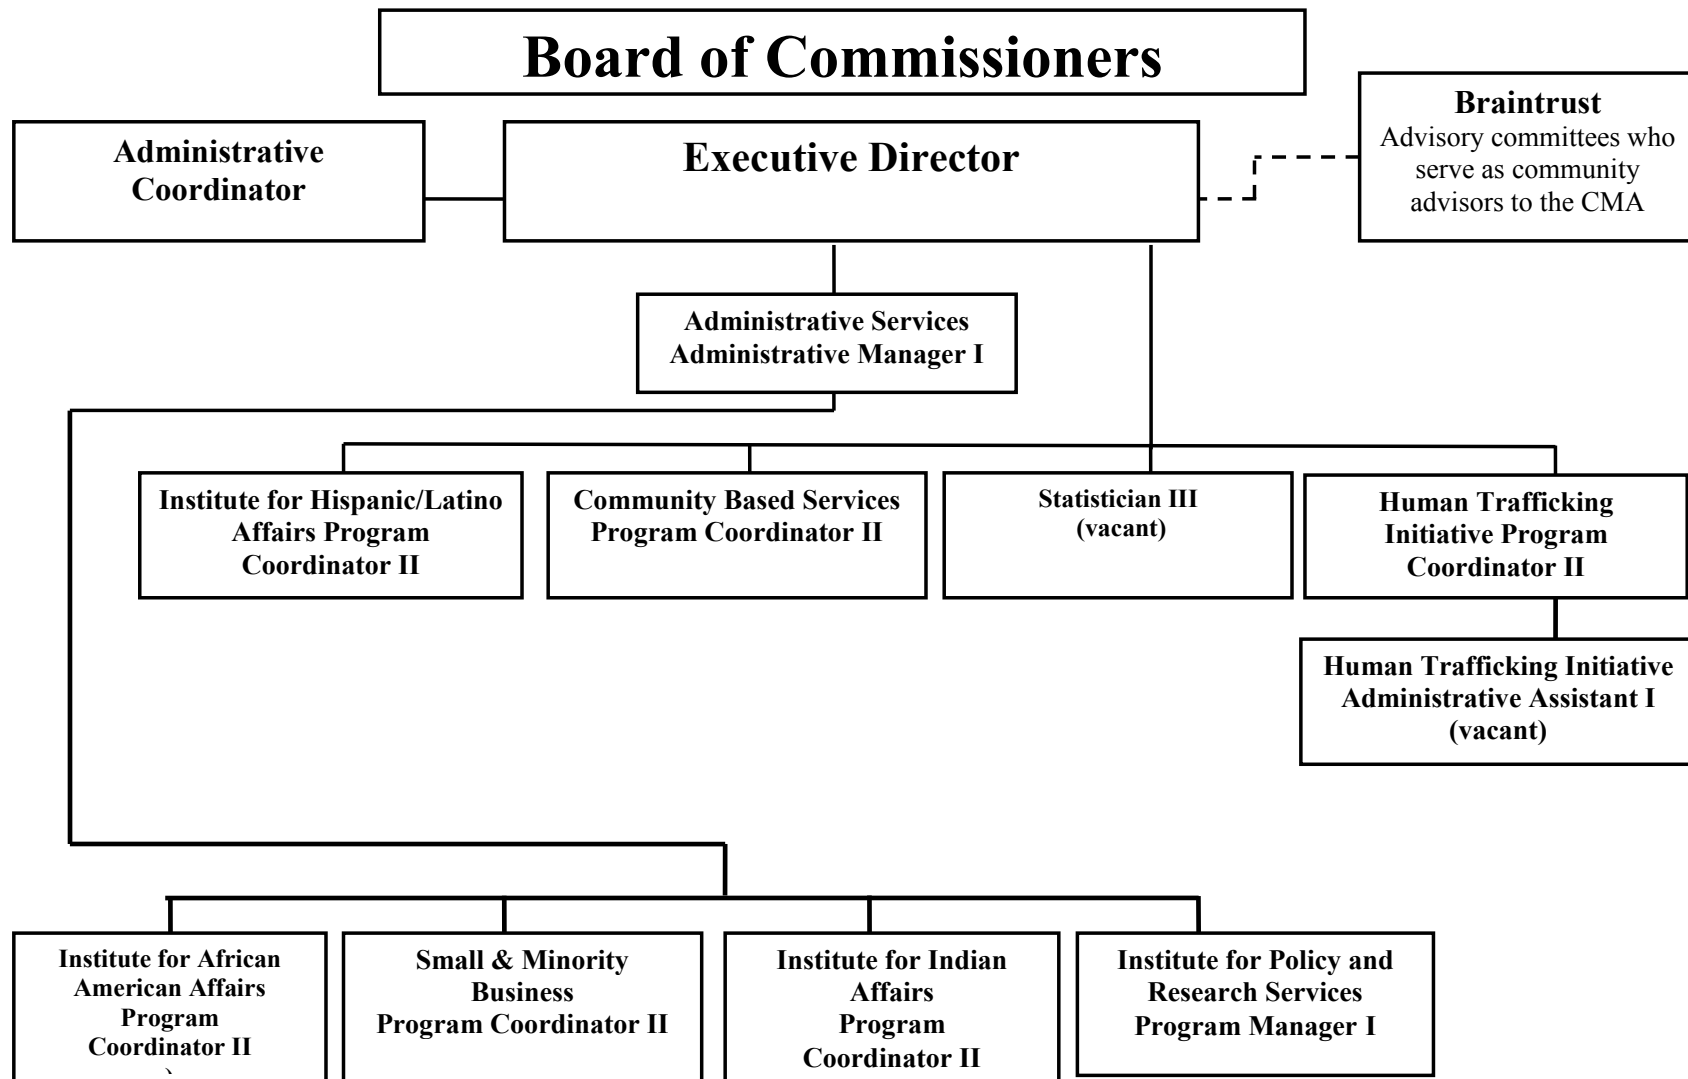 Board of Commissioners
Braintrust
Advisory committees who
serve as community
advisors to the CMA
Administrative
Coordinator
Executive Director
Administrative Services
Administrative Manager I
Institute for Hispanic/Latino
Affairs Program
Coordinator II
Community Based Services
Program Coordinator II
Statistician III
(vacant)
Human Trafficking
Initiative Program
Coordinator II
Human Trafficking Initiative
Administrative Assistant I
(vacant)
Institute for African
American Affairs
Program
Coordinator II
)
Small & Minority
Business
Program Coordinator II
Institute for Indian
Affairs
Program
Coordinator II
Institute for Policy and
Research Services
Program Manager I